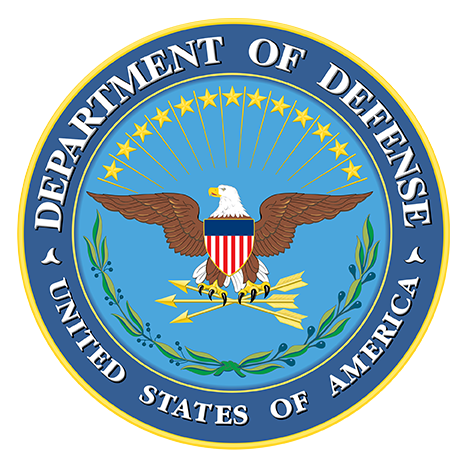 DEPARTMENT OF DEFENSE
UNITED STATES OF AMERICA